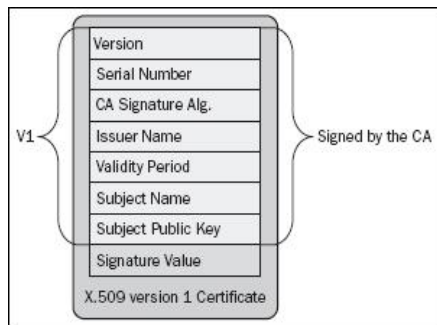 Version
Serial Number
CA Signature Alg.
Issuer Name
V1
Signed by the CA
Validity Period
Subject Name
Subject Public Key
Signature Value
X.509 version 1 Certificate